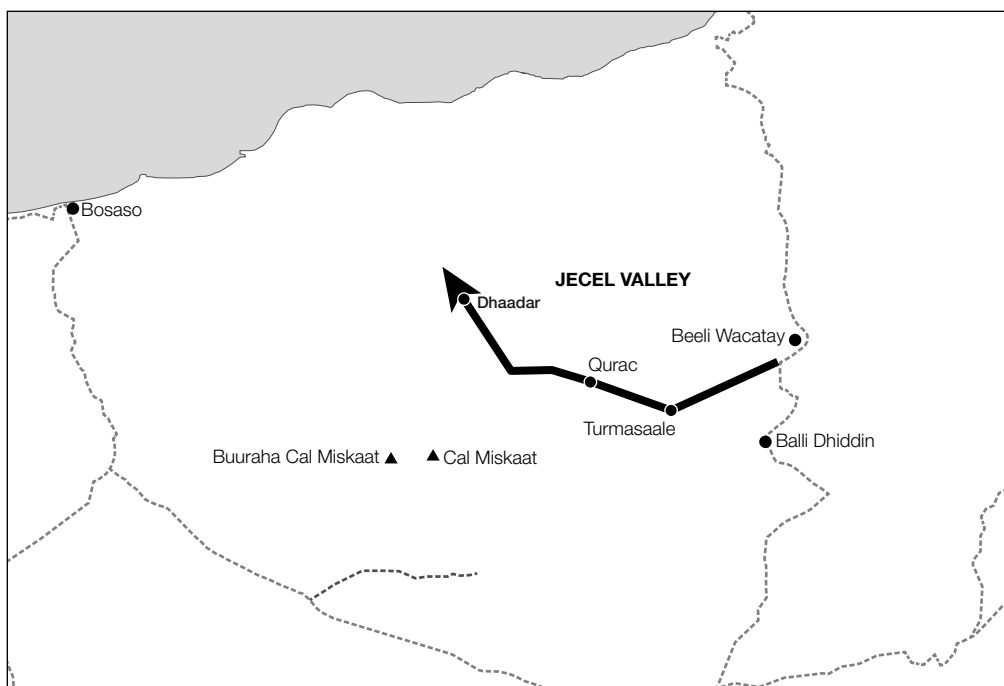 Bosaso
JECEL VALLEY
Dhaadar
Beeli Wacatay
Qurac
Turmasaale
Balli Dhiddin
Buuraha Cal Miskaat
Cal Miskaat